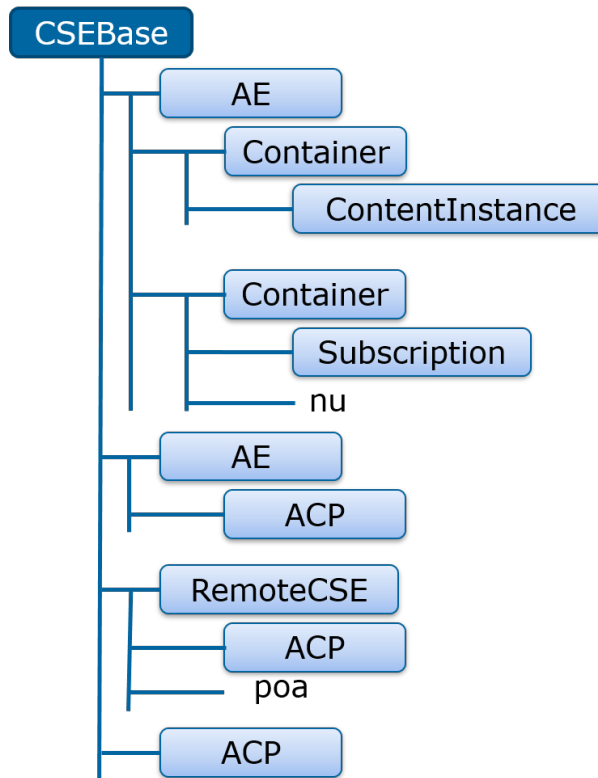 CSEBase
AE
Container
ContentInstance
Container
Subscription
nu
AE
ACP
RemoteCSE
ACP
poa
ACP